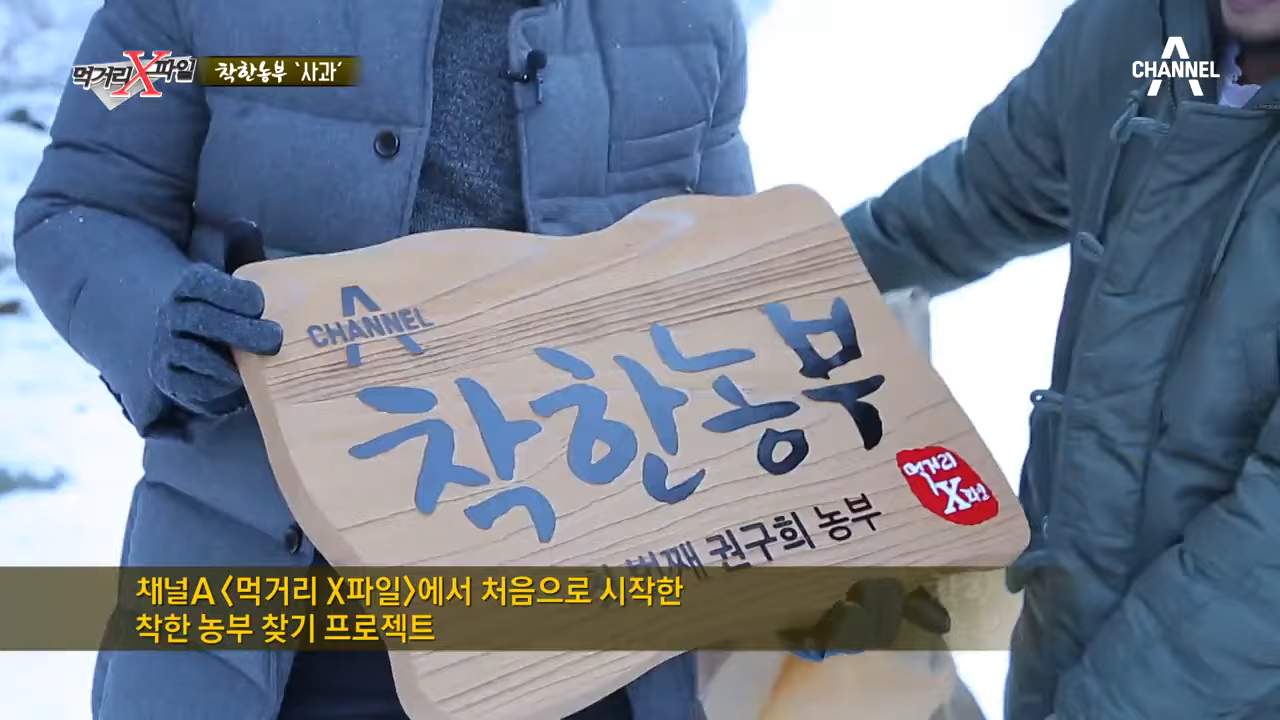 먹거리 X 파일
착한농부 '사과'
CHANNEL A
CHANNEL A
착한농부
먹거리 X파일
번째 권구희 농부
채널A <먹거리 X파일>에서 처음으로 시작한
착한 농부 찾기 프로젝트